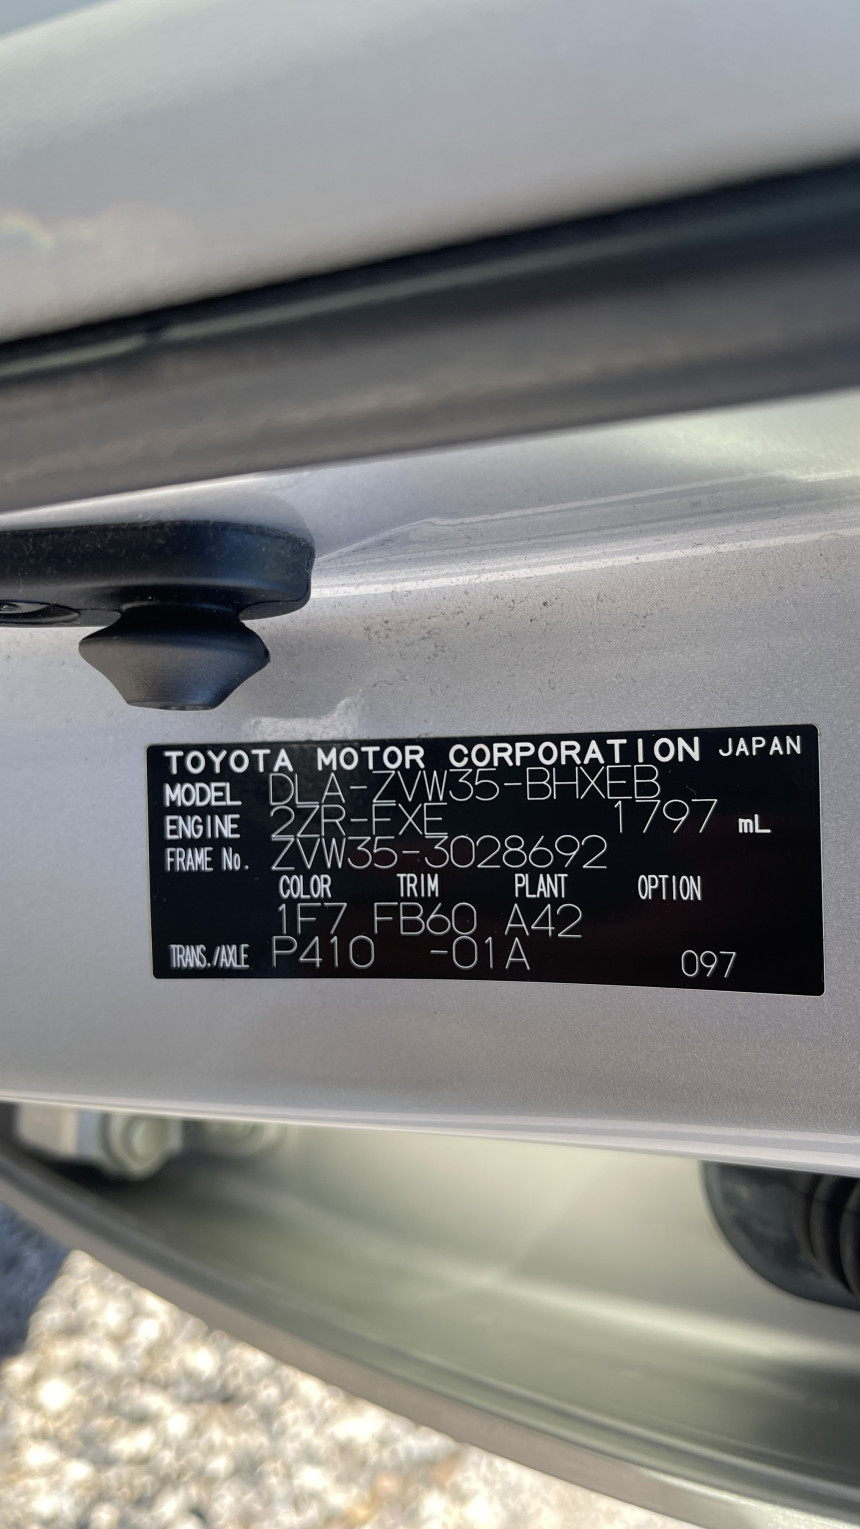 TOYOTA MOTOR CORPORATION JAPAN
MODEL DLA-ZVW35-BHXEB
ENGINE 2ZR-FXE 1797 mL
FRAME No. ZVW35-3028692
COLOR TRIM PLANT OPTION
1F7 FB60 A42
TRANS./AXLE P410 -01A 097